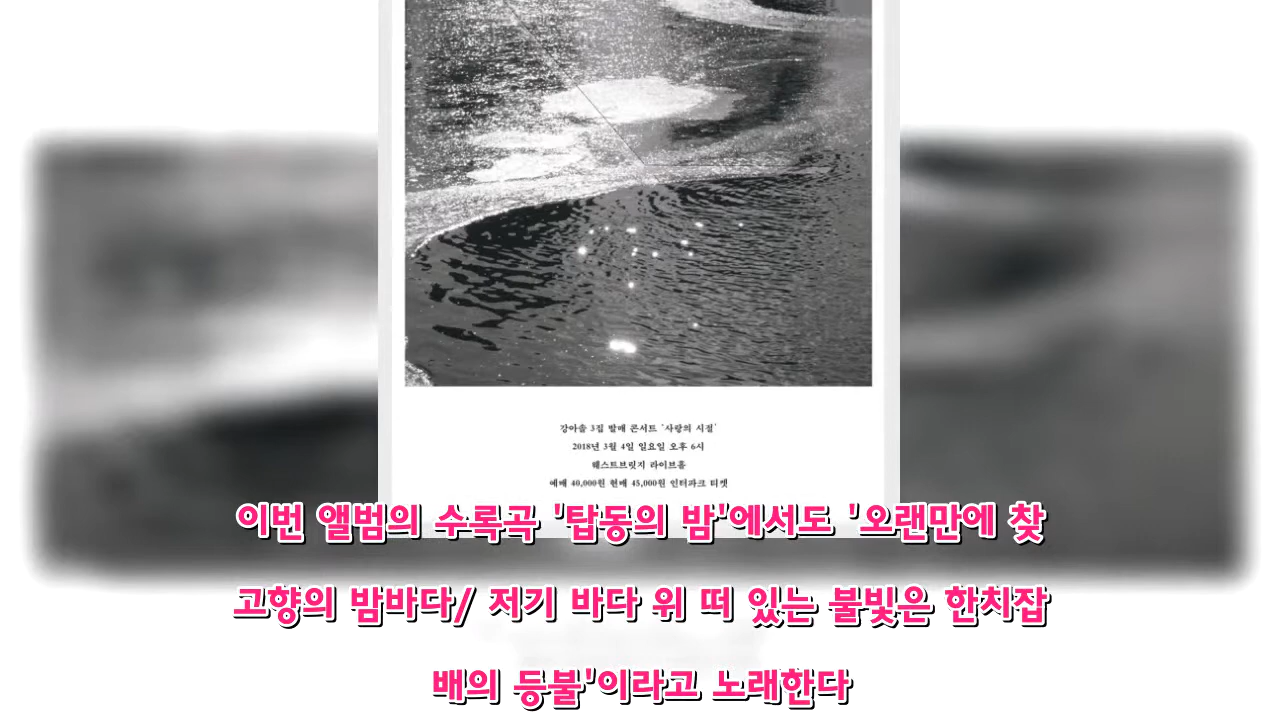 강아솔 3집 발매 콘서트 '사랑의 시절'
2018년 3월 4일 일요일 오후 6시
웨스트브릿지 라이브홀
예매 40,000원 현매 45,000원 인터파크 티켓
이번 앨범의 수록곡 '탑동의 밤'에서도 '오랜만에 찾
고향의 밤바다/ 저기 바다 위 떠 있는 불빛은 한치잡
배의 등불'이라고 노래한다